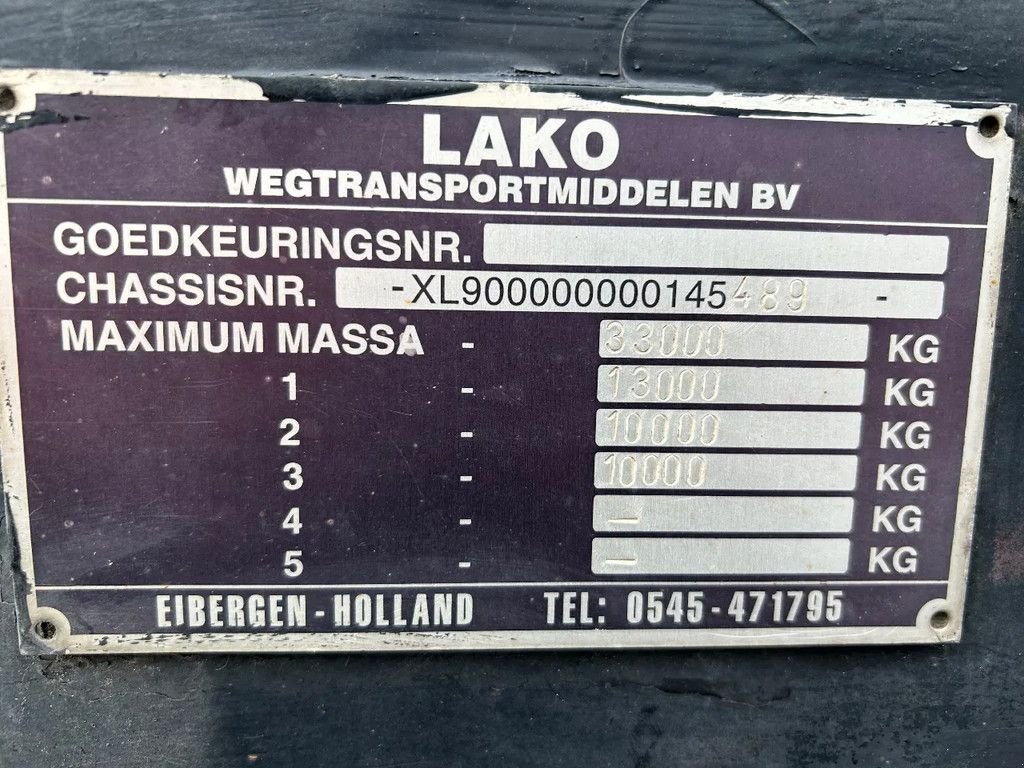 LAKO
WEGTRANSPORTMIDDELEN BV
GOEDKEURINGSNR.
CHASSISNR. -XL900000000145489 -
MAXIMUM MASSA - 33000 KG
1 - 13000 KG
2 - 10000 KG
3 - 10000 KG
4 - — KG
5 - — KG
EIBERGEN - HOLLAND TEL: 0545 - 471795